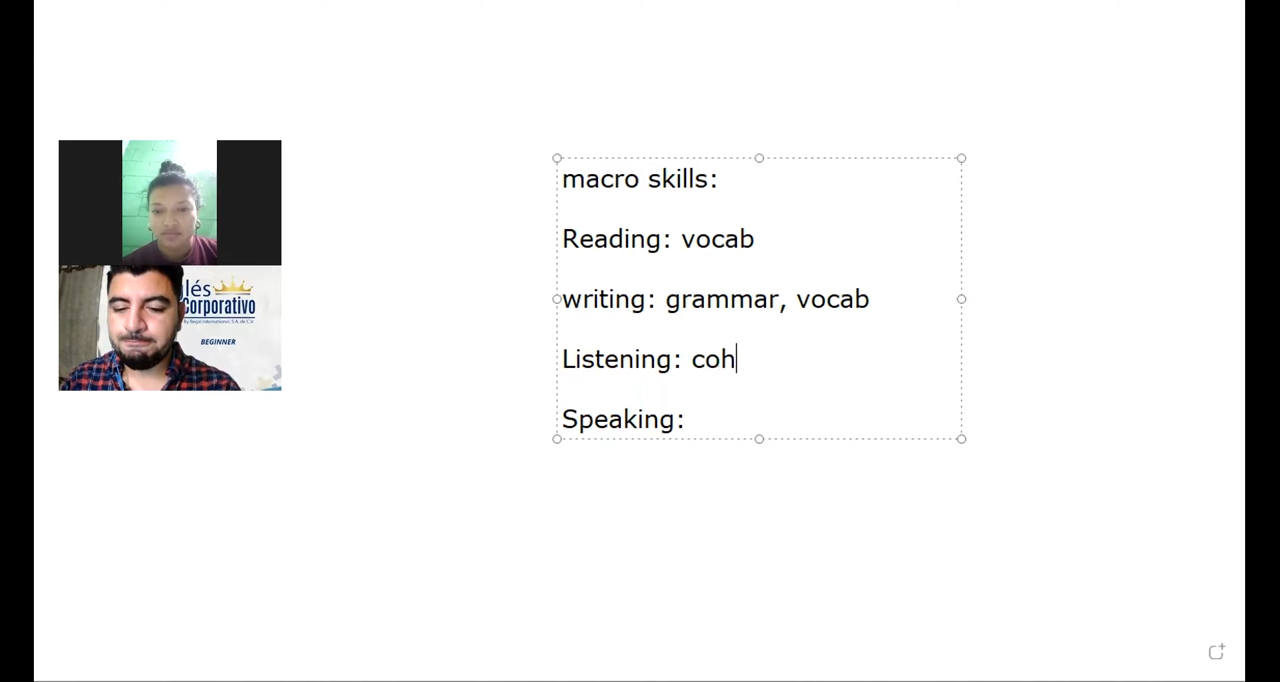 macro skills:
Reading: vocab
writing: grammar, vocab
Listening: coh
Speaking:
lés
Corporativo
BEGINNER